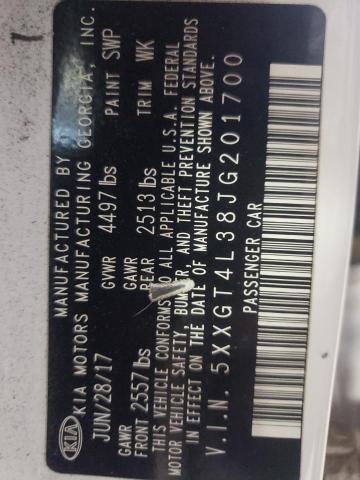 KIA
MANUFACTURED BY
KIA MOTORS MANUFACTURING GEORGIA, INC.
JUN/28/17 GVWR 4497 lbs PAINT SWP
GAWR FRONT 2557 lbs GAWR REAR 2513 lbs TRIM WK
THIS VEHICLE CONFORMS TO ALL APPLICABLE U.S.A. FEDERAL
MOTOR VEHICLE SAFETY, BUMPER, AND THEFT PREVENTION STANDARDS
IN EFFECT ON THE DATE OF MANUFACTURE SHOWN ABOVE.
V.I.N. 5XXGT4L38JG201700
PASSENGER CAR